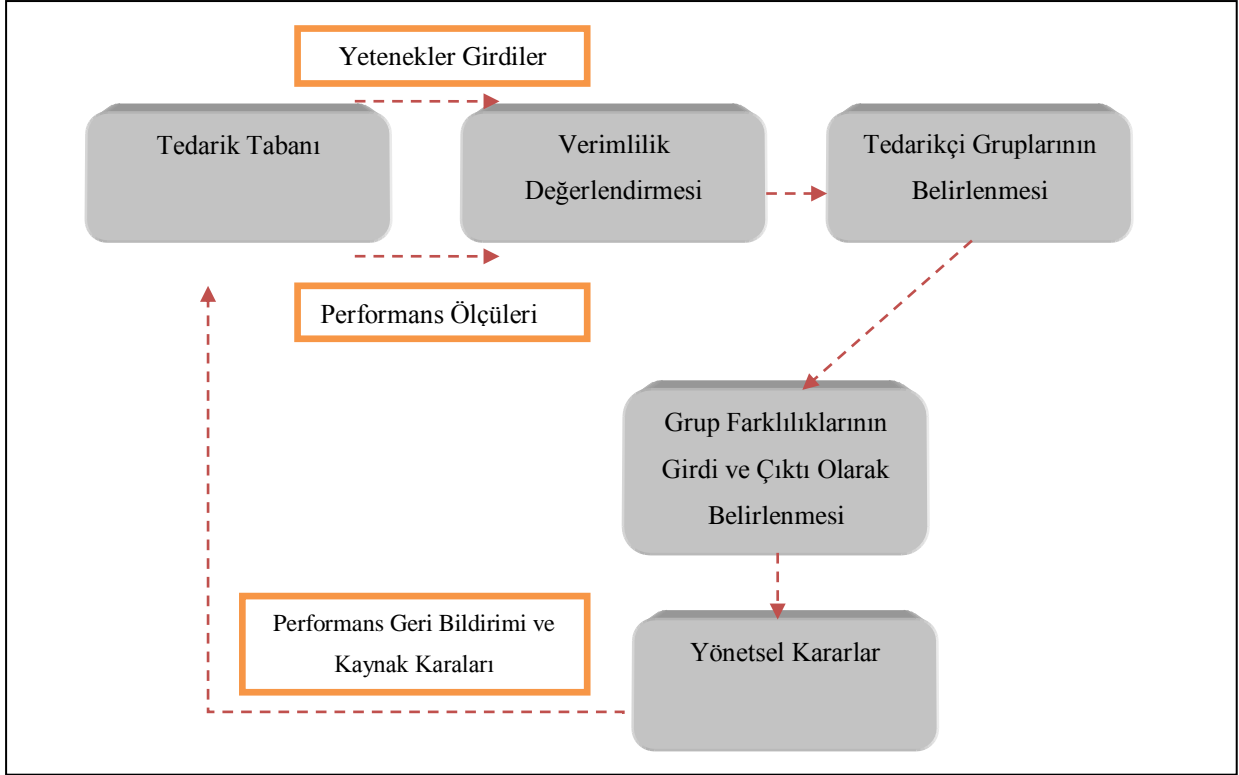 Yetenekler Girdiler
Tedarik Tabanı
Verimlilik
Değerlendirmesi
Tedarikçi Gruplarının
Belirlenmesi
Performans Ölçüleri
Grup Farklılıklarının
Girdi ve Çıktı Olarak
Belirlenmesi
Performans Geri Bildirimi ve
Kaynak Karaları
Yönetsel Kararlar